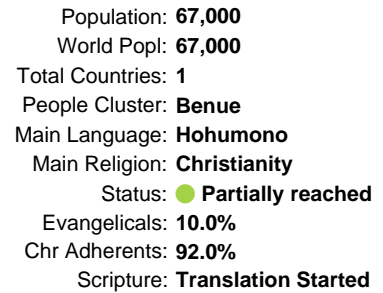 Population: 67,000
World Popl: 67,000
Total Countries: 1
People Cluster: Benue
Main Language: Hohumono
Main Religion: Christianity
Status: Partially reached
Evangelicals: 10.0%
Chr Adherents: 92.0%
Scripture: Translation Started